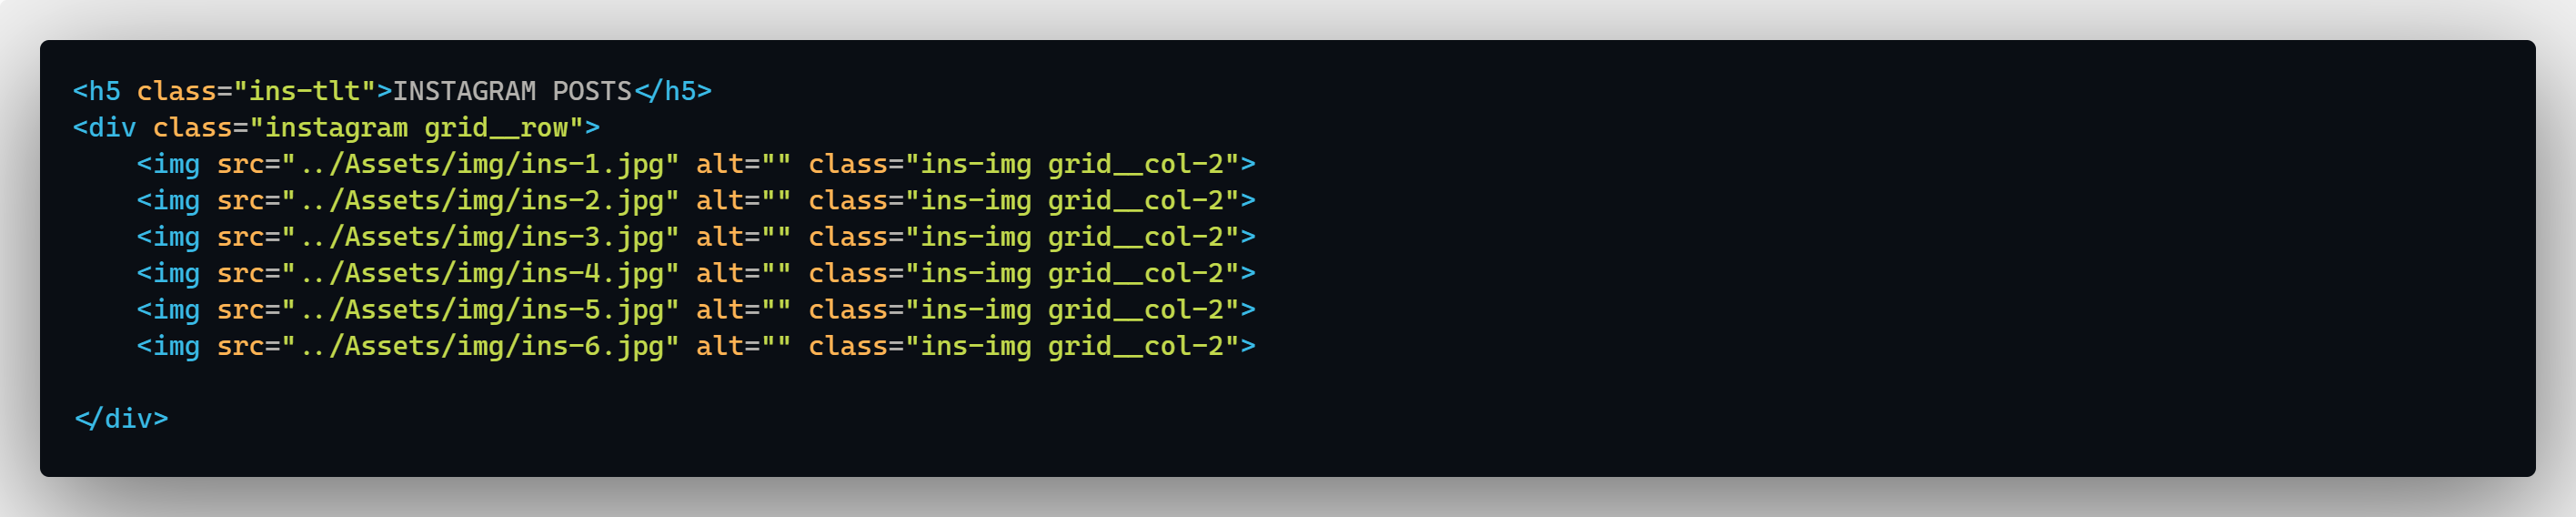 <h5 class="ins-tlt">INSTAGRAM POSTS</h5>
<div class="instagram grid__row">
    <img src="../Assets/img/ins-1.jpg" alt="" class="ins-img grid__col-2">
    <img src="../Assets/img/ins-2.jpg" alt="" class="ins-img grid__col-2">
    <img src="../Assets/img/ins-3.jpg" alt="" class="ins-img grid__col-2">
    <img src="../Assets/img/ins-4.jpg" alt="" class="ins-img grid__col-2">
    <img src="../Assets/img/ins-5.jpg" alt="" class="ins-img grid__col-2">
    <img src="../Assets/img/ins-6.jpg" alt="" class="ins-img grid__col-2">

</div>